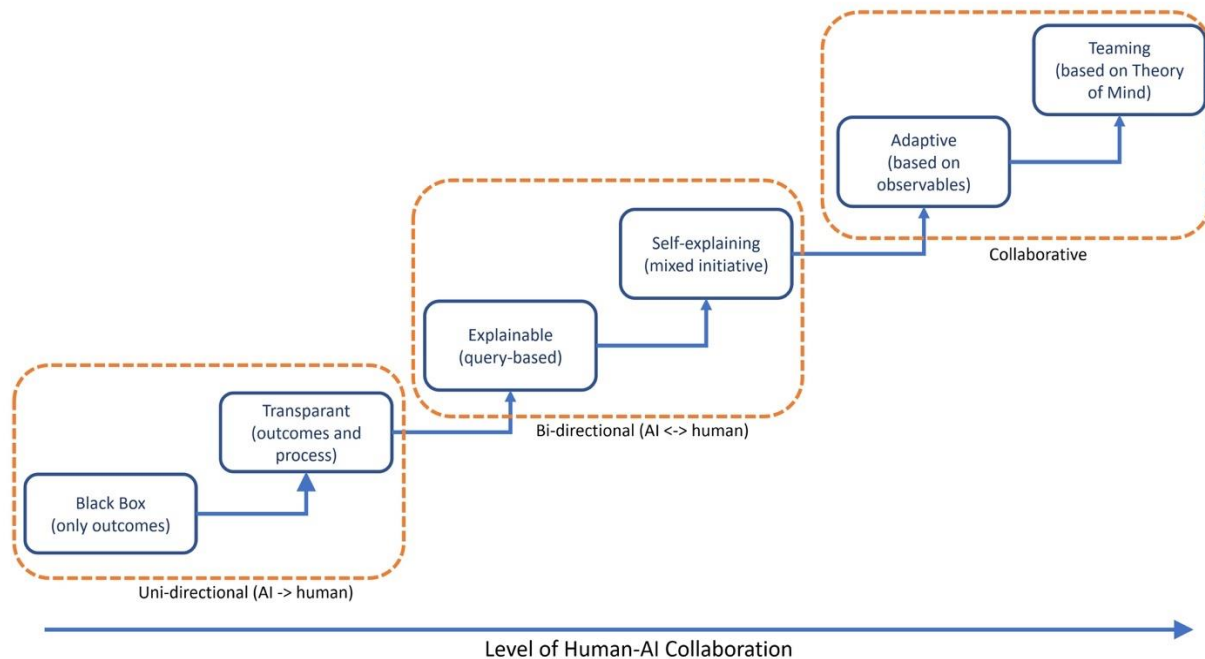 Teaming
(based on Theory
of Mind)
Adaptive
(based on
observables)
Collaborative
Self-explaining
(mixed initiative)
Explainable
(query-based)
Bi-directional (AI <-> human)
Transparant
(outcomes and
process)
Black Box
(only outcomes)
Uni-directional (AI -> human)
Level of Human-AI Collaboration